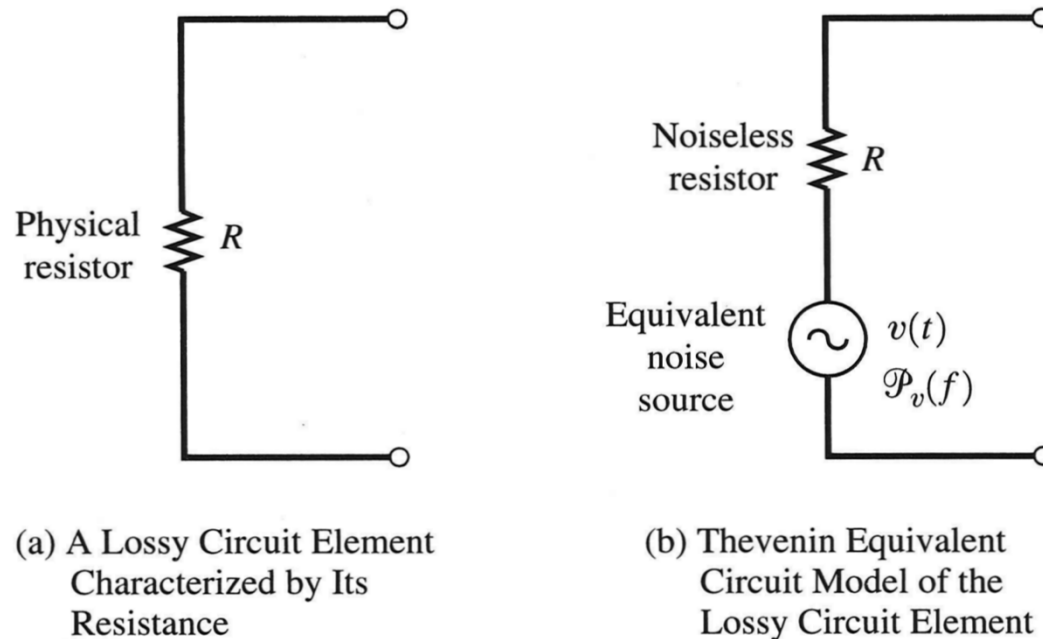 Physical
resistor
R
(a) A Lossy Circuit Element
Characterized by Its
Resistance
Noiseless
resistor
R
Equivalent
noise
source
v(t)
𝒫ᵥ(f)
(b) Thevenin Equivalent
Circuit Model of the
Lossy Circuit Element